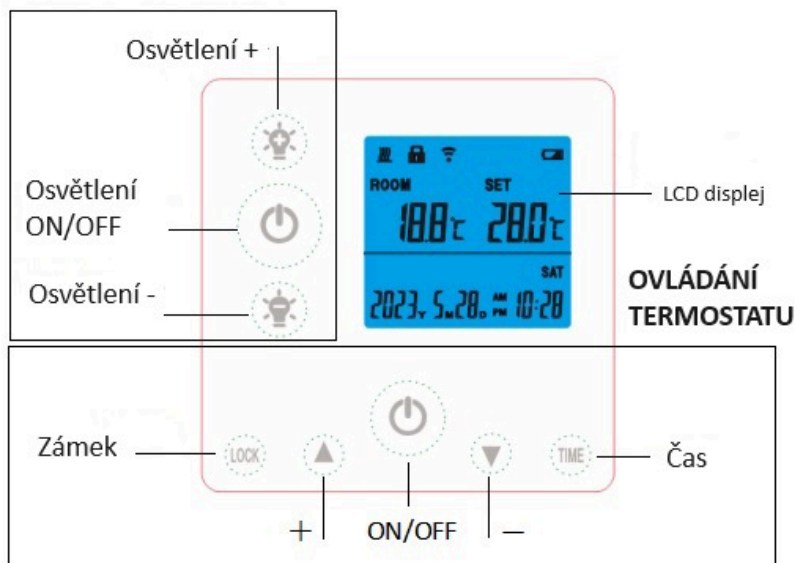 Osvětlení +
Osvětlení
ON/OFF
Osvětlení -
ROOM SET
18.8℃ 28.0℃
SAT
2023Y 5M28D AM PM 10:28
LCD displej
OVLÁDÁNÍ
TERMOSTATU
Zámek
LOCK
TIME
Čas
+ ON/OFF −